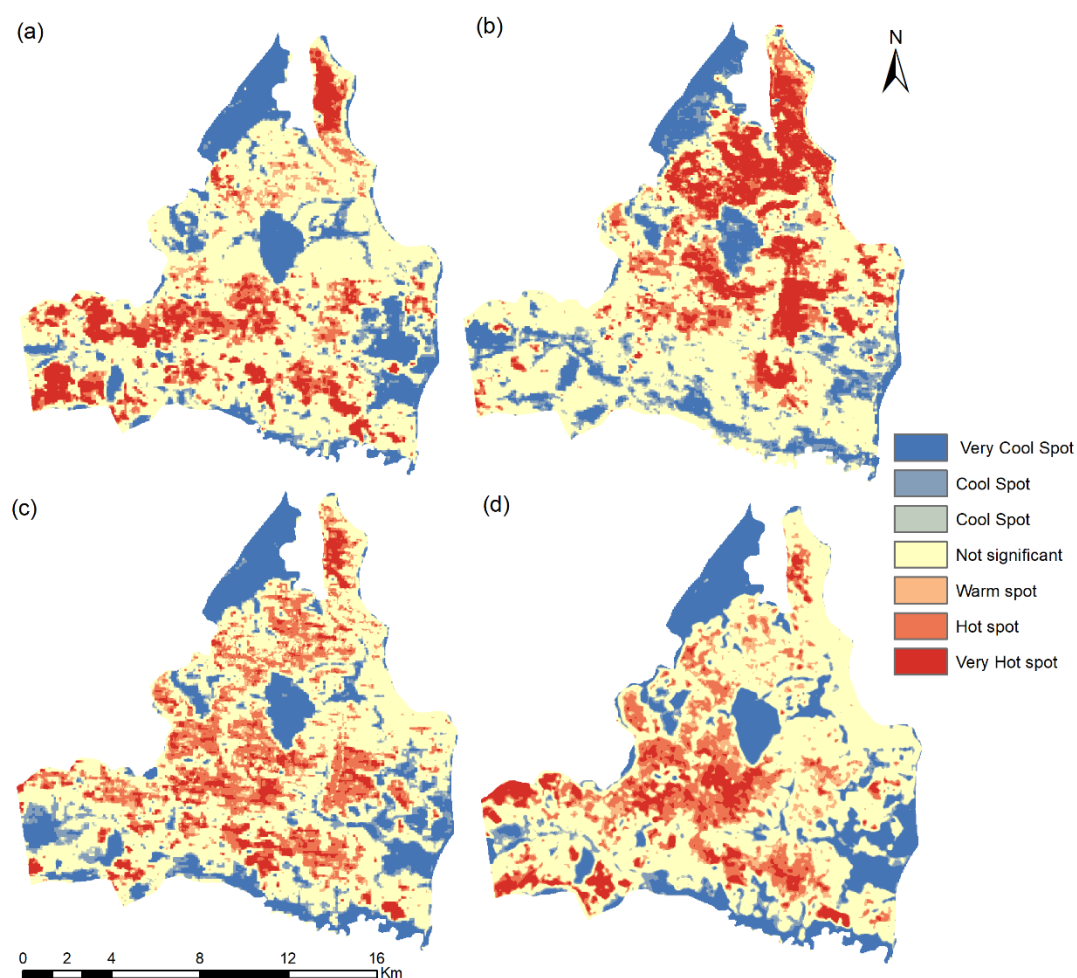 (a)
(b)
N
Very Cool Spot
Cool Spot
Cool Spot
Not significant
Warm spot
Hot spot
Very Hot spot
(c)
(d)
0 2 4 8 12 16
Km